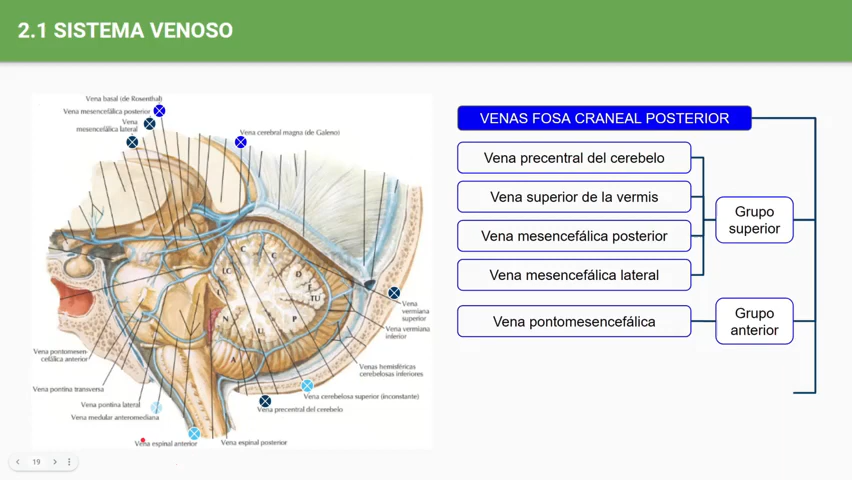 2.1 SISTEMA VENOSO
Vena basal (de Rosenthal)
Vena mesencefálica posterior
Vena
mesencefálica
lateral
Vena cerebral magna (de Galeno)
C
C
LC
C
D
F
TU
N
P
U
A
Vena
vermiana
superior
Vena vermiana
inferior
Venas hemisféricas
cerebelosas inferiores
Vena cerebelosa superior (inconstante)
Vena precentral del cerebelo
Vena pontomesen-
cefálica anterior
Vena pontina transversa
Vena pontina lateral
Vena medular anteromediana
Vena espinal anterior
Vena espinal posterior
VENAS FOSA CRANEAL POSTERIOR
Vena precentral del cerebelo
Vena superior de la vermis
Vena mesencefálica posterior
Vena mesencefálica lateral
Grupo
superior
Vena pontomesencefálica
Grupo
anterior
19